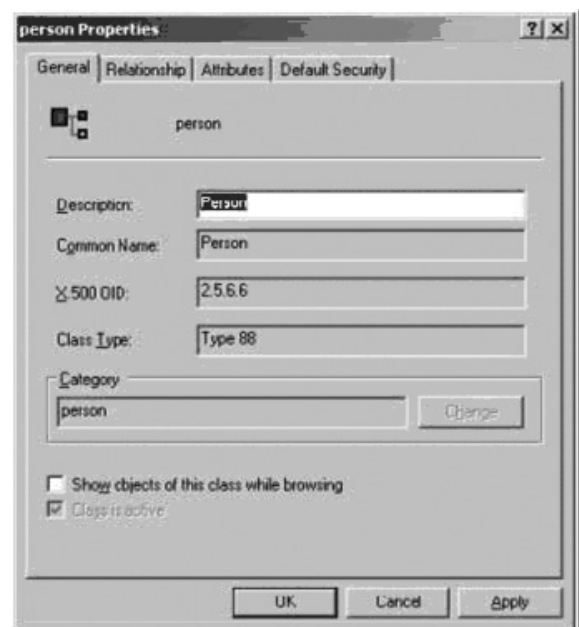 person Properties
General Relationship Attributes Default Security
person
Description: Person
Common Name: Person
X.500 OID: 2.5.6.6
Class Type: Type 88
Category
person Change
Show objects of this class while browsing
Class is active
OK Cancel Apply